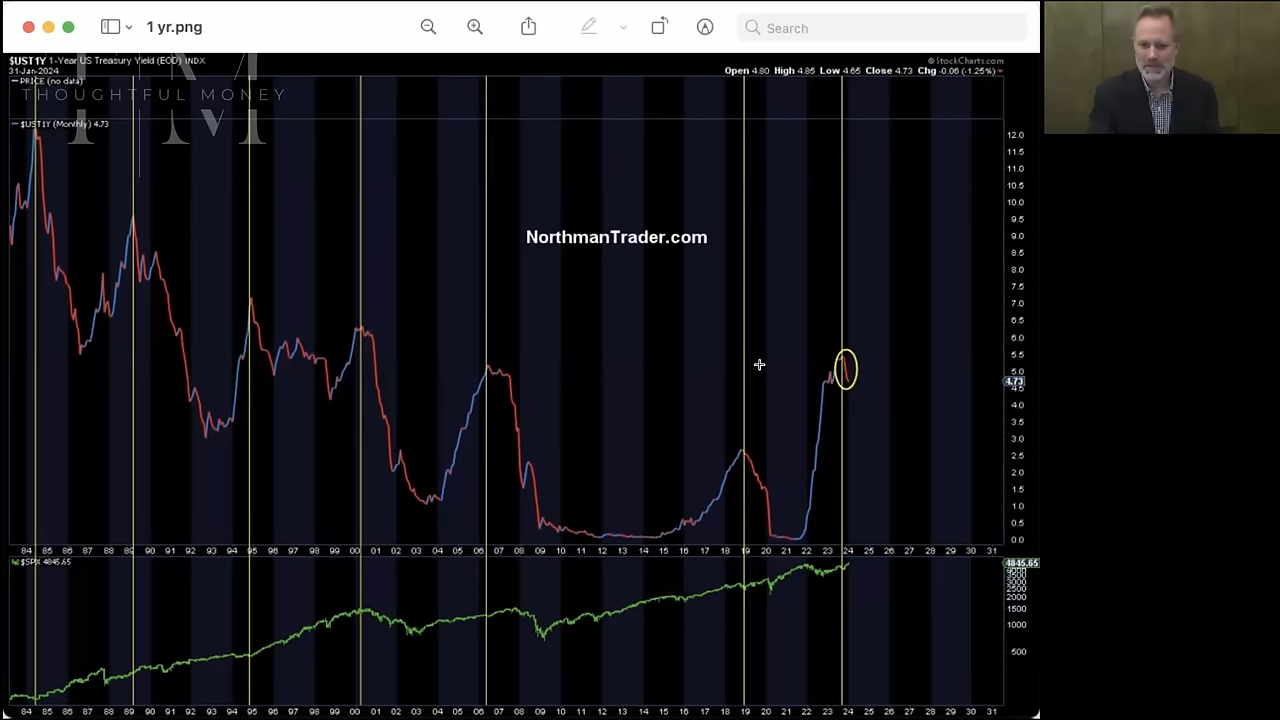 1 yr.png
Search
$UST1Y 1-Year US Treasury Yield (EOD) INDX
© StockCharts.com
31-Jan-2024
Open 4.80 High 4.85 Low 4.65 Close 4.73 Chg -0.06 (-1.25%)
PRICE (no data)
THOUGHTFUL MONEY
TM
$UST1Y (Monthly) 4.73
12.0
11.5
11.0
10.5
10.0
9.5
9.0
8.5
8.0
7.5
7.0
6.5
6.0
5.5
5.0
4.73
4.5
4.0
3.5
3.0
2.5
2.0
1.5
1.0
0.5
0.0
NorthmanTrader.com
84 85 86 87 88 89 90 91 92 93 94 95 96 97 98 99 00 01 02 03 04 05 06 07 08 09 10 11 12 13 14 15 16 17 18 19 20 21 22 23 24 25 26 27 28 29 30 31
$SPX 4845.65
4845.65
3000
2000
1500
1000
500
84 85 86 87 88 89 90 91 92 93 94 95 96 97 98 99 00 01 02 03 04 05 06 07 08 09 10 11 12 13 14 15 16 17 18 19 20 21 22 23 24 25 26 27 28 29 30 31